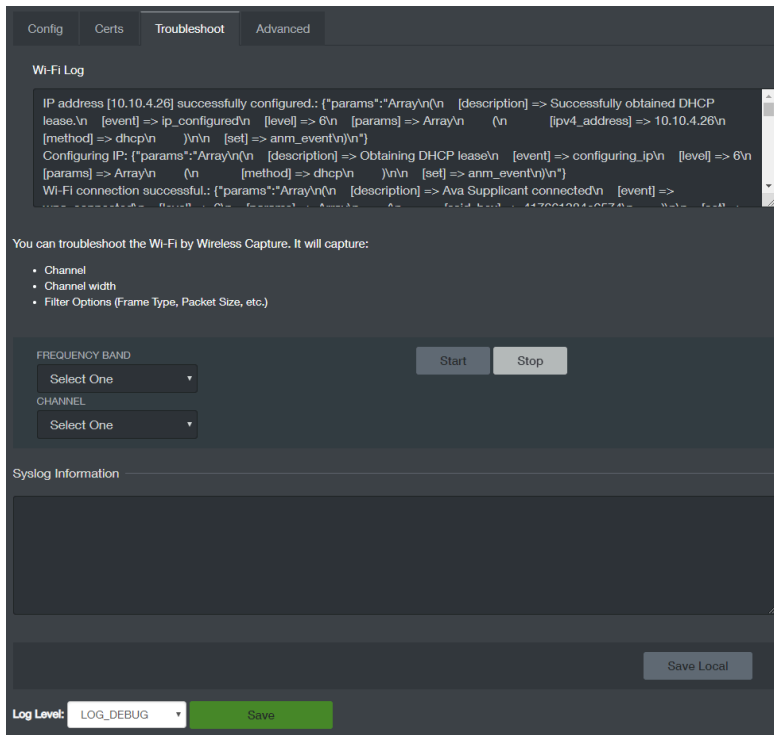 Config Certs Troubleshoot Advanced
Wi-Fi Log
IP address [10.10.4.26] successfully configured.: {"params":"Array\n(\n [description] => Successfully obtained DHCP
lease.\n [event] => ip_configured\n [level] => 6\n [params] => Array\n (\n [ipv4_address] => 10.10.4.26\n
[method] => dhcp\n )\n\n [set] => anm_event\n)\n"}
Configuring IP: {"params":"Array\n(\n [description] => Obtaining DHCP lease\n [event] => configuring_ip\n [level] => 6\n
[params] => Array\n (\n [method] => dhcp\n )\n\n [set] => anm_event\n)\n"}
Wi-Fi connection successful.: {"params":"Array\n(\n [description] => Ava Supplicant connected\n [event] =>
You can troubleshoot the Wi-Fi by Wireless Capture. It will capture:
• Channel
• Channel width
• Filter Options (Frame Type, Packet Size, etc.)
FREQUENCY BAND
Select One
Start Stop
CHANNEL
Select One
Syslog Information
Save Local
Log Level: LOG_DEBUG Save